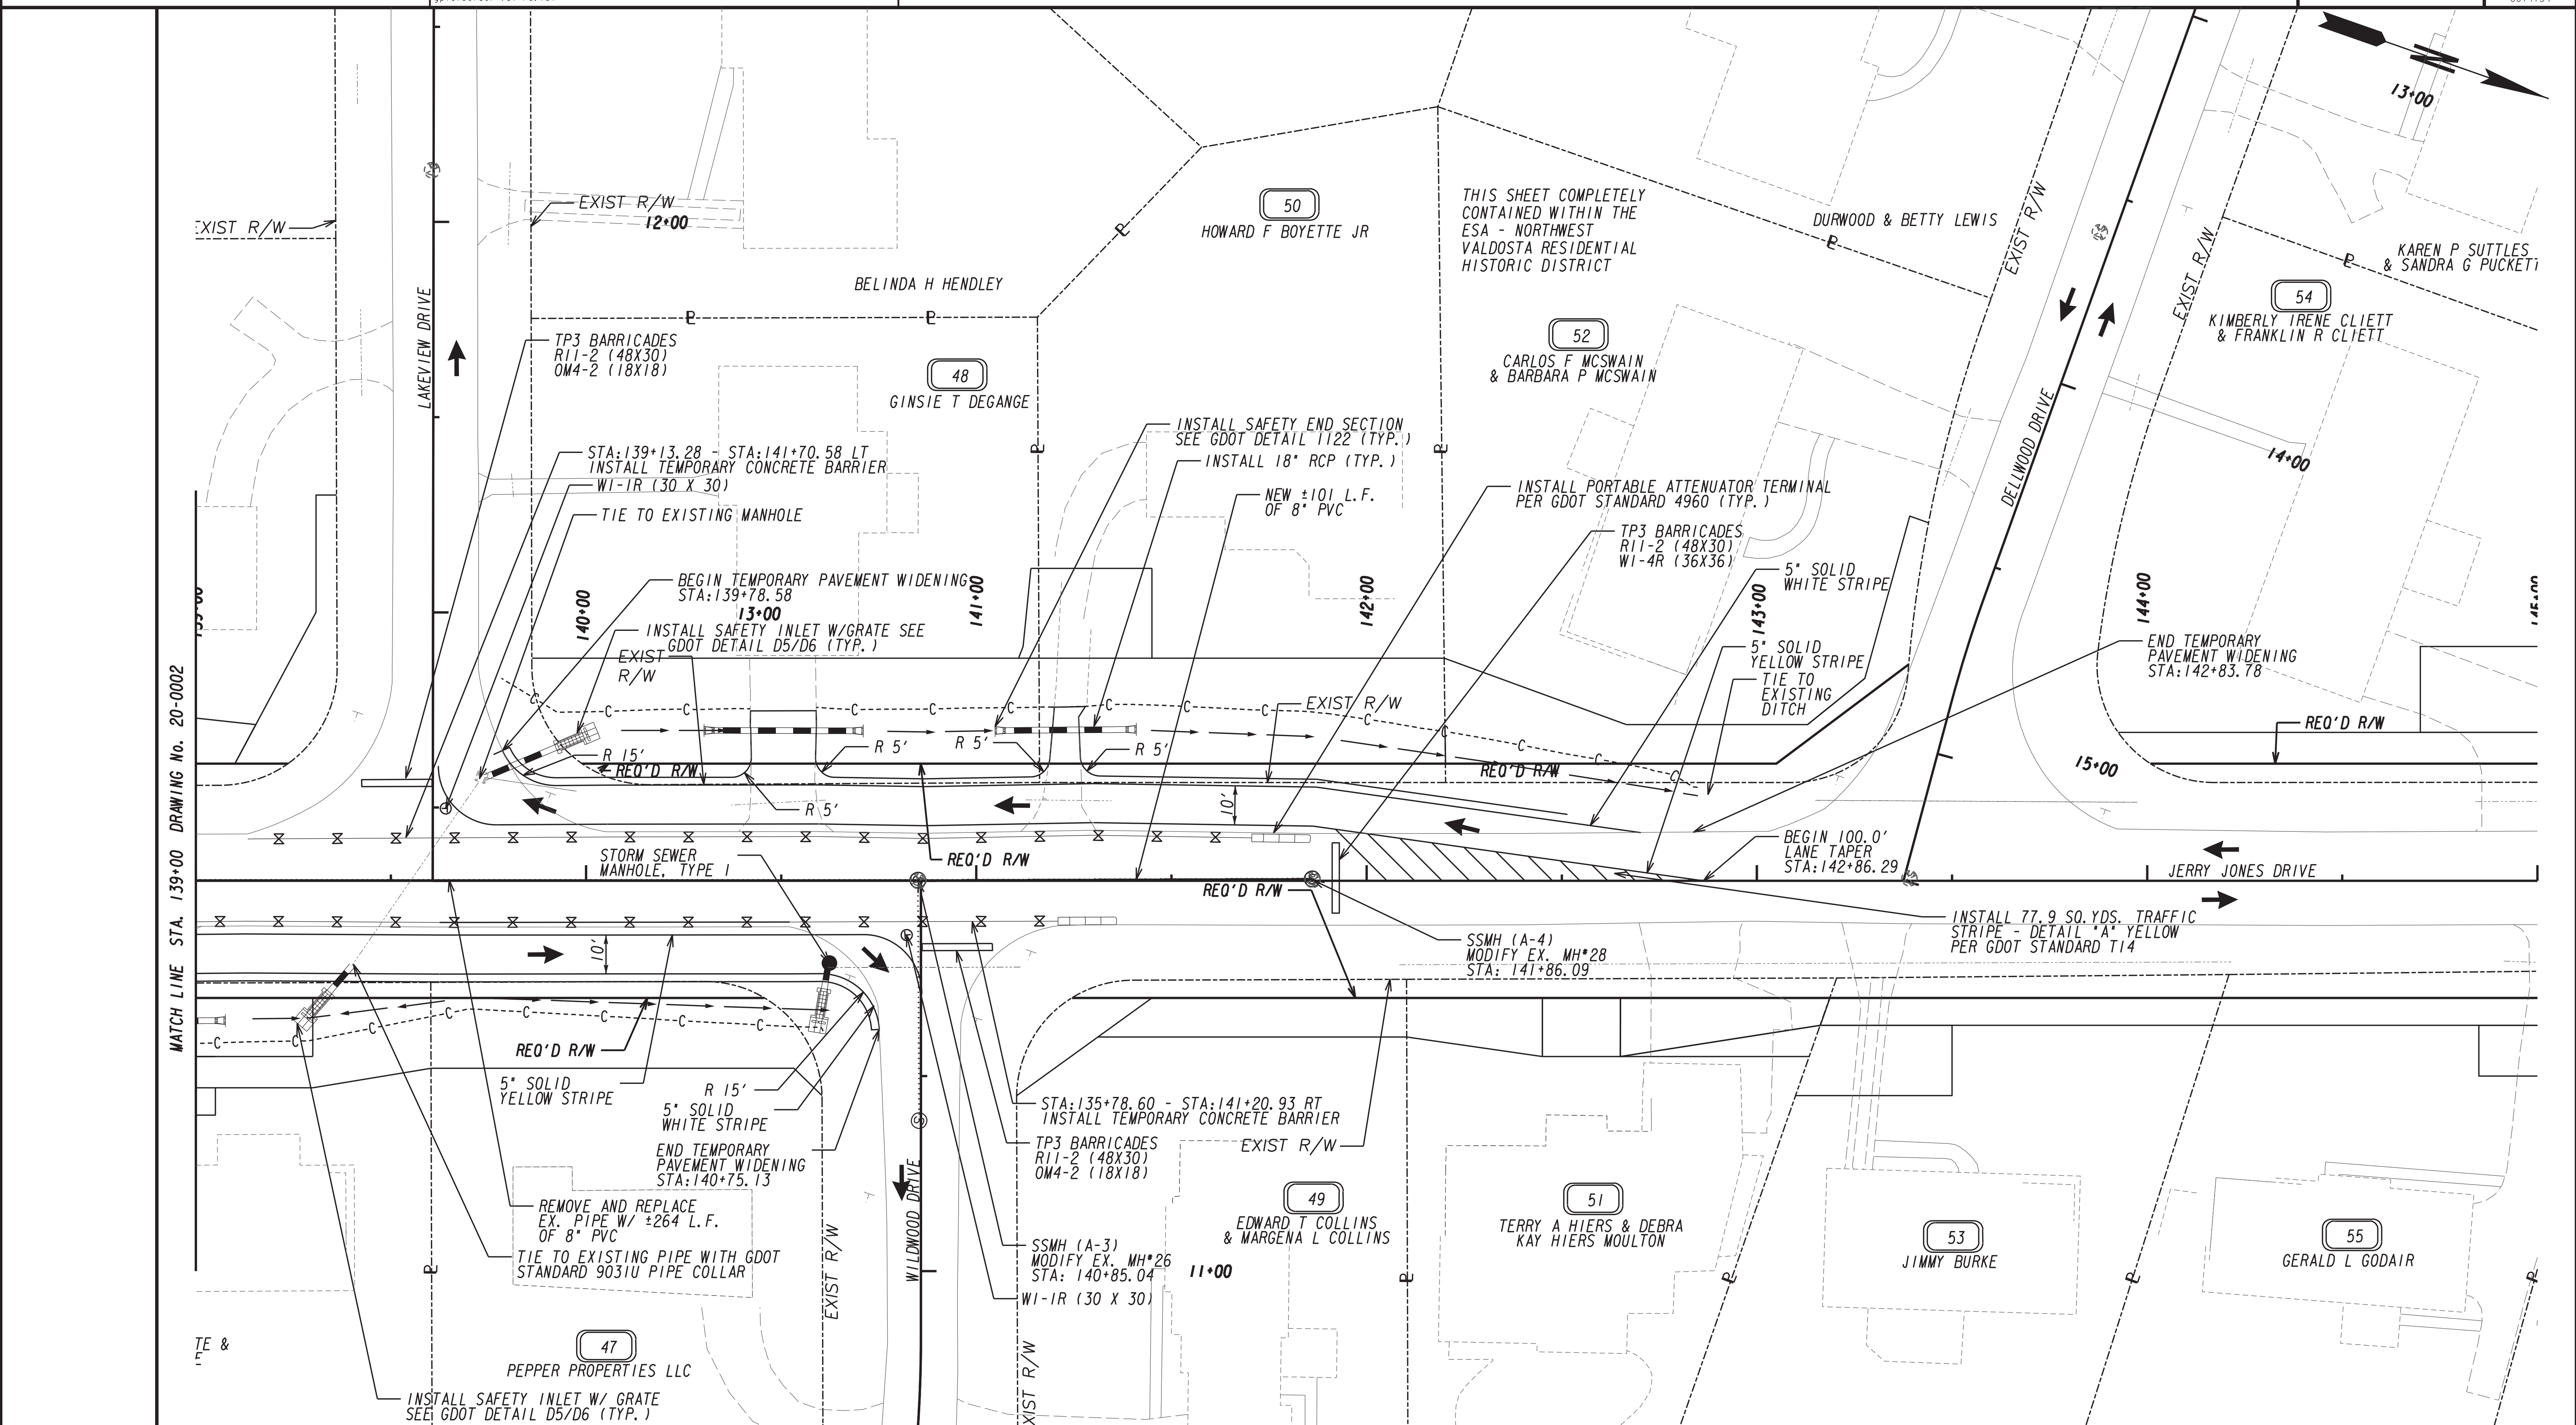 MATCH LINE STA. 139+00 DRAWING No. 20-0002
EXIST R/W
LAKEVIEW DRIVE
EXIST R/W
12+00
BELINDA H HENDLEY
50
HOWARD F BOYETTE JR
THIS SHEET COMPLETELY
CONTAINED WITHIN THE
ESA - NORTHWEST
VALDOSTA RESIDENTIAL
HISTORIC DISTRICT
DURWOOD & BETTY LEWIS
EXIST R/W
EXIST R/W
N
13+00
KAREN P SUTTLES
& SANDRA G PUCKETT
54
KIMBERLY IRENE CLIETT
& FRANKLIN R CLIETT
52
CARLOS F MCSWAIN
& BARBARA P MCSWAIN
48
GINSIE T DEGANGE
TP3 BARRICADES
R11-2 (48X30)
OM4-2 (18X18)
STA:139+13.28 - STA:141+70.58 LT
INSTALL TEMPORARY CONCRETE BARRIER
W1-1R (30 X 30)
TIE TO EXISTING MANHOLE
INSTALL SAFETY END SECTION
SEE GDOT DETAIL 1122 (TYP.)
INSTALL 18" RCP (TYP.)
NEW ±101 L.F.
OF 8" PVC
INSTALL PORTABLE ATTENUATOR TERMINAL
PER GDOT STANDARD 4960 (TYP.)
TP3 BARRICADES
R11-2 (48X30)
W1-4R (36X36)
5" SOLID
WHITE STRIPE
DELLWOOD DRIVE
14+00
BEGIN TEMPORARY PAVEMENT WIDENING
STA:139+78.58
13+00
140+00
141+00
142+00
143+00
144+00
INSTALL SAFETY INLET W/GRATE SEE
GDOT DETAIL D5/D6 (TYP.)
EXIST
R/W
5" SOLID
YELLOW STRIPE
TIE TO
EXISTING
DITCH
END TEMPORARY
PAVEMENT WIDENING
STA:142+83.78
EXIST R/W
REQ'D R/W
R 15'
REQ'D R/W
R 5'
R 5'
R 5'
R 5'
REQ'D R/W
15+00
10'
STORM SEWER
MANHOLE, TYPE 1
REQ'D R/W
BEGIN 100.0'
LANE TAPER
STA:142+86.29
JERRY JONES DRIVE
REQ'D R/W
10'
SSMH (A-4)
MODIFY EX. MH#28
STA: 141+86.09
INSTALL 77.9 SQ.YDS. TRAFFIC
STRIPE - DETAIL "A" YELLOW
PER GDOT STANDARD T14
REQ'D R/W
5" SOLID
YELLOW STRIPE
R 15'
5" SOLID
WHITE STRIPE
END TEMPORARY
PAVEMENT WIDENING
STA:140+75.13
STA:135+78.60 - STA:141+20.93 RT
INSTALL TEMPORARY CONCRETE BARRIER
TP3 BARRICADES
R11-2 (48X30)
OM4-2 (18X18)
EXIST R/W
REMOVE AND REPLACE
EX. PIPE W/ ±264 L.F.
OF 8" PVC
TIE TO EXISTING PIPE WITH GDOT
STANDARD 9031U PIPE COLLAR
EXIST R/W
WILDWOOD DRIVE
SSMH (A-3)
MODIFY EX. MH#26
STA: 140+85.04
11+00
W1-1R (30 X 30)
49
EDWARD T COLLINS
& MARGENA L COLLINS
51
TERRY A HIERS & DEBRA
KAY HIERS MOULTON
53
JIMMY BURKE
55
GERALD L GODAIR
47
PEPPER PROPERTIES LLC
INSTALL SAFETY INLET W/ GRATE
SEE GDOT DETAIL D5/D6 (TYP.)